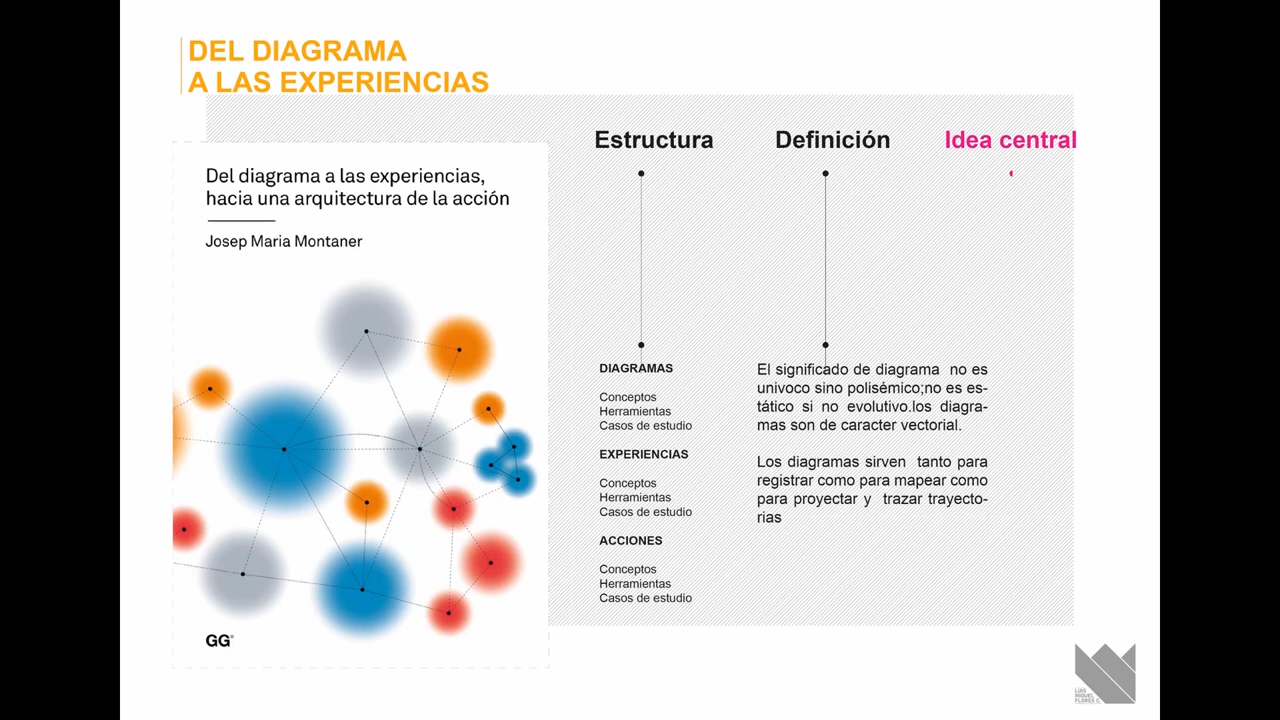 DEL DIAGRAMA
A LAS EXPERIENCIAS
Del diagrama a las experiencias,
hacia una arquitectura de la acción
Josep Maria Montaner
GG®
Estructura
DIAGRAMAS
Conceptos
Herramientas
Casos de estudio
EXPERIENCIAS
Conceptos
Herramientas
Casos de estudio
ACCIONES
Conceptos
Herramientas
Casos de estudio
Definición
El significado de diagrama no es
univoco sino polisémico;no es es-
tático si no evolutivo.los diagra-
mas son de caracter vectorial.
Los diagramas sirven tanto para
registrar como para mapear como
para proyectar y trazar trayecto-
rias
Idea central
LUIS
MIGUEL
FLORES C.